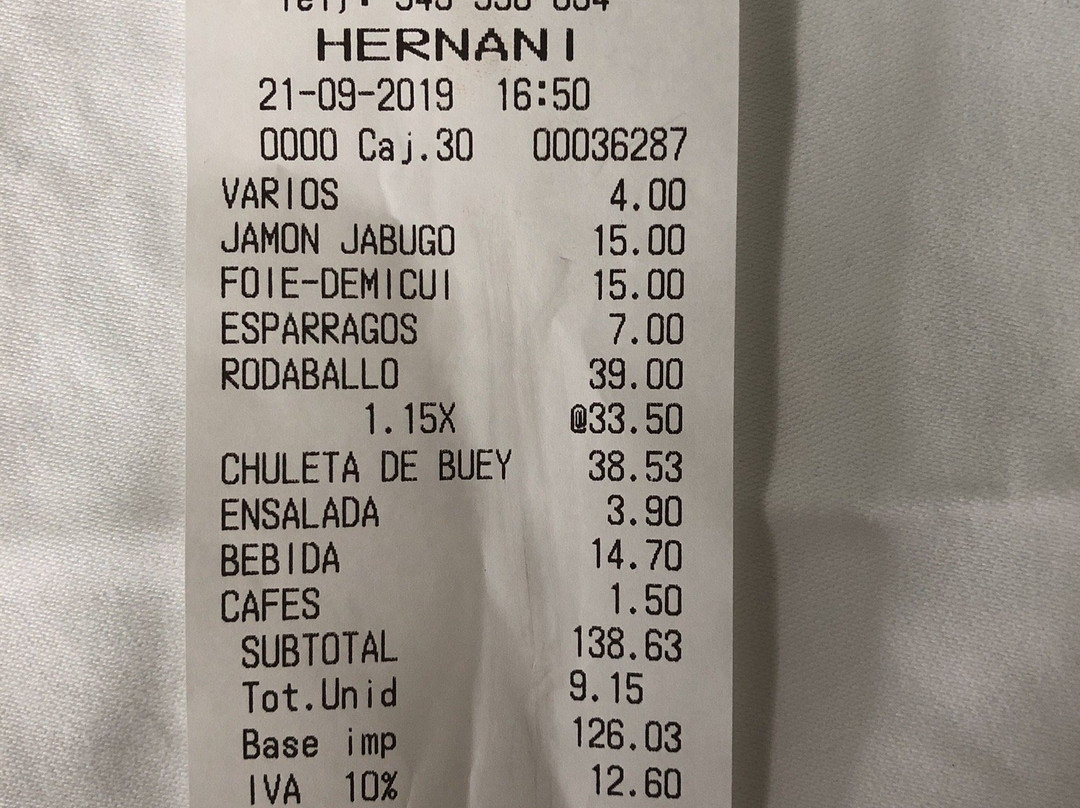 HERNANI
21-09-2019 16:50
0000 Caj.30 00036287
VARIOS 4.00
JAMON JABUGO 15.00
FOIE-DEMICUI 15.00
ESPARRAGOS 7.00
RODABALLO 39.00
1.15X @33.50
CHULETA DE BUEY 38.53
ENSALADA 3.90
BEBIDA 14.70
CAFES 1.50
SUBTOTAL 138.63
Tot.Unid 9.15
Base imp 126.03
IVA 10% 12.60